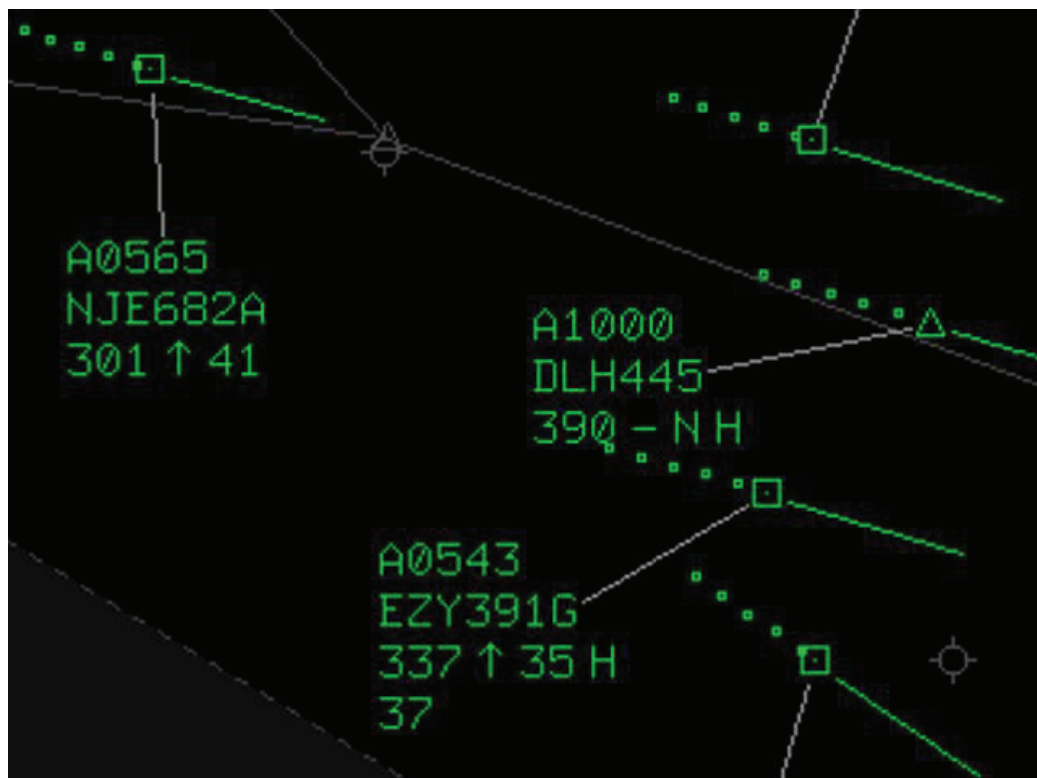 A0565
NJE682A
301 ↑ 41
A1000
DLH445
390 - N H
A0543
EZY391G
337 ↑ 35 H
37